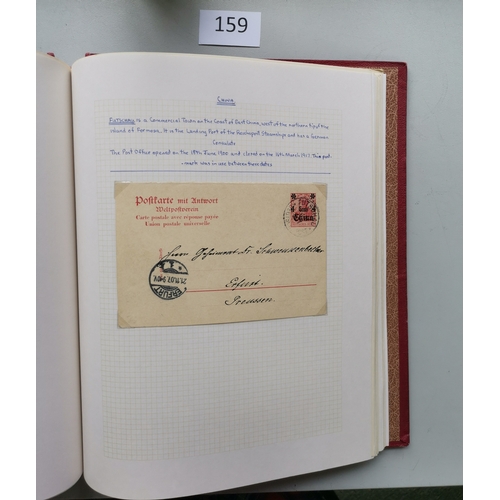 159
China
Futschau is a Commercial Town on the Coast of East China, west of the northern tip of the
island of Formosa. It is the Landing Port of the Reichspost Steamships and has a German
Consulate
The Post Office opened on the 18th June 1900 and closed on the 16th March 1917. This post-
mark was in use between these dates
Postkarte mit Antwort
Weltpostverein
Carte postale avec réponse payée
Union postale universelle
China
Herrn
Erfurt.
Preussen.
ERFURT